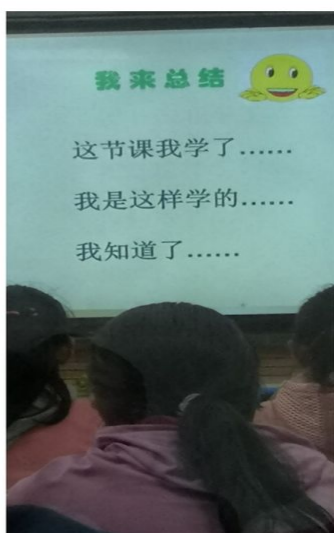 我来总结
这节课我学了……
我是这样学的……
我知道了……